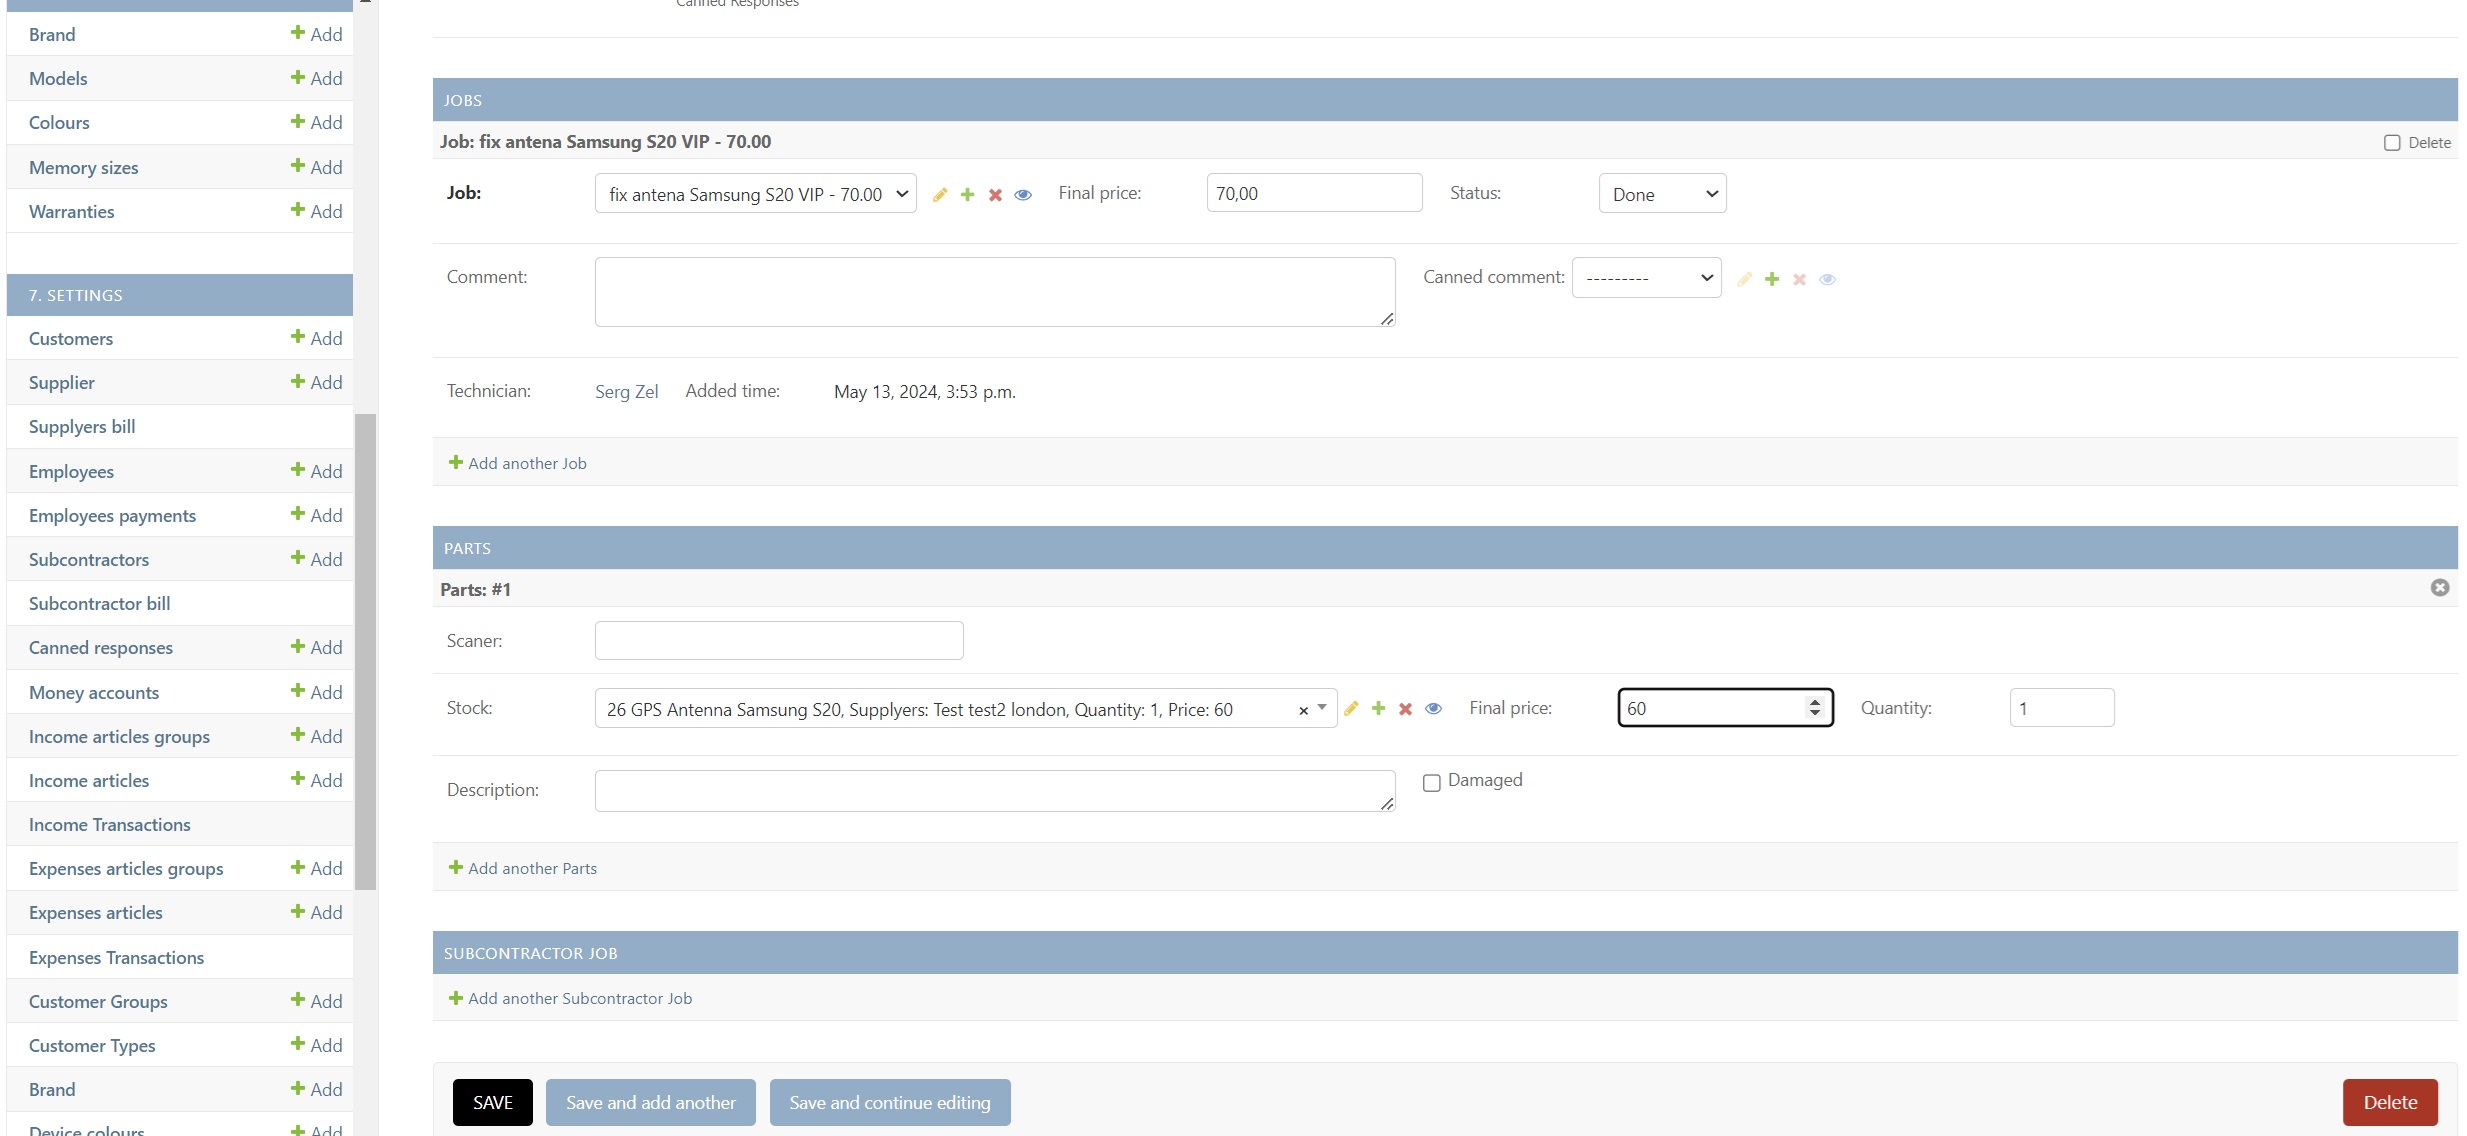 Canned Responses
Brand Add
Models Add
Colours Add
Memory sizes Add
Warranties Add
7. SETTINGS
Customers Add
Supplier Add
Supplyers bill
Employees Add
Employees payments Add
Subcontractors Add
Subcontractor bill
Canned responses Add
Money accounts Add
Income articles groups Add
Income articles Add
Income Transactions
Expenses articles groups Add
Expenses articles Add
Expenses Transactions
Customer Groups Add
Customer Types Add
Brand Add
Device colours Add
JOBS
Job: fix antena Samsung S20 VIP - 70.00 Delete
Job: fix antena Samsung S20 VIP - 70.00 Final price: 70,00 Status: Done
Comment: Canned comment: ---------
Technician: Serg Zel Added time: May 13, 2024, 3:53 p.m.
Add another Job
PARTS
Parts: #1
Scaner:
Stock: 26 GPS Antenna Samsung S20, Supplyers: Test test2 london, Quantity: 1, Price: 60 × Final price: 60 Quantity: 1
Description: Damaged
Add another Parts
SUBCONTRACTOR JOB
Add another Subcontractor Job
SAVE Save and add another Save and continue editing Delete